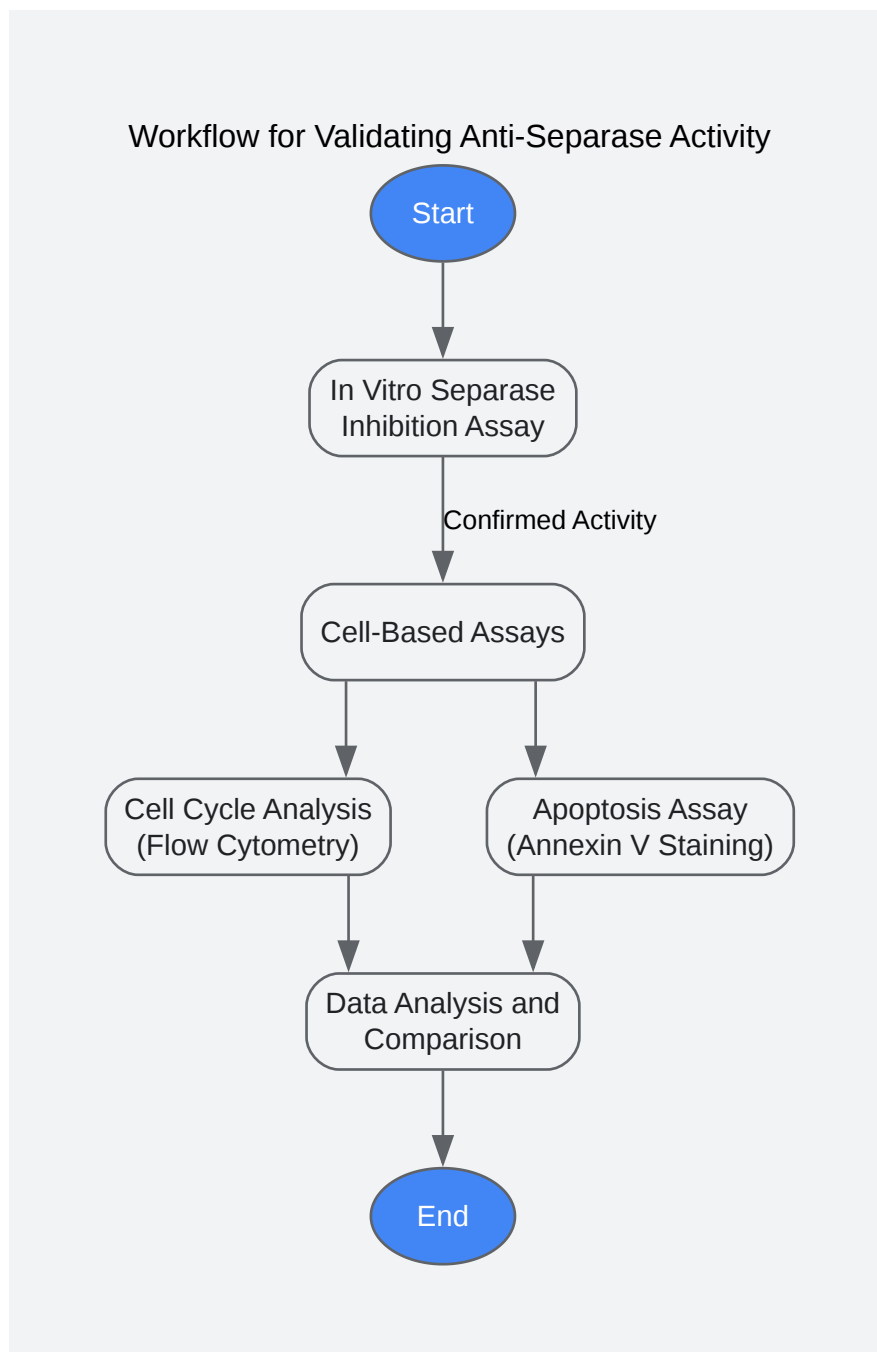 Workflow for Validating Anti-Separase Activity
Start
In Vitro Separase
Inhibition Assay
Confirmed Activity
Cell-Based Assays
Cell Cycle Analysis
(Flow Cytometry)
Apoptosis Assay
(Annexin V Staining)
Data Analysis and
Comparison
End